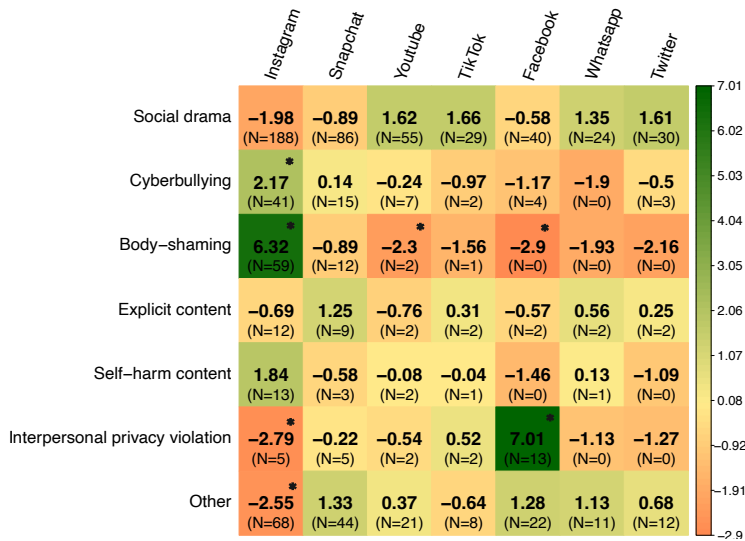 Instagram Snapchat Youtube TikTok Facebook Whatsapp Twitter
Social drama −1.98 −0.89 1.62 1.66 −0.58 1.35 1.61
(N=188) (N=86) (N=55) (N=29) (N=40) (N=24) (N=30)
*
Cyberbullying 2.17 0.14 −0.24 −0.97 −1.17 −1.9 −0.5
(N=41) (N=15) (N=7) (N=2) (N=4) (N=0) (N=3)
* * *
Body−shaming 6.32 −0.89 −2.3 −1.56 −2.9 −1.93 −2.16
(N=59) (N=12) (N=2) (N=1) (N=0) (N=0) (N=0)
Explicit content −0.69 1.25 −0.76 0.31 −0.57 0.56 0.25
(N=12) (N=9) (N=2) (N=2) (N=2) (N=2) (N=2)
Self−harm content 1.84 −0.58 −0.08 −0.04 −1.46 0.13 −1.09
(N=13) (N=3) (N=2) (N=1) (N=0) (N=1) (N=0)
* *
Interpersonal privacy violation −2.79 −0.22 −0.54 0.52 7.01 −1.13 −1.27
(N=5) (N=5) (N=2) (N=2) (N=13) (N=0) (N=0)
*
Other −2.55 1.33 0.37 −0.64 1.28 1.13 0.68
(N=68) (N=44) (N=21) (N=8) (N=22) (N=11) (N=12)
7.01
6.02
5.03
4.04
3.05
2.06
1.07
0.08
−0.92
−1.91
−2.9